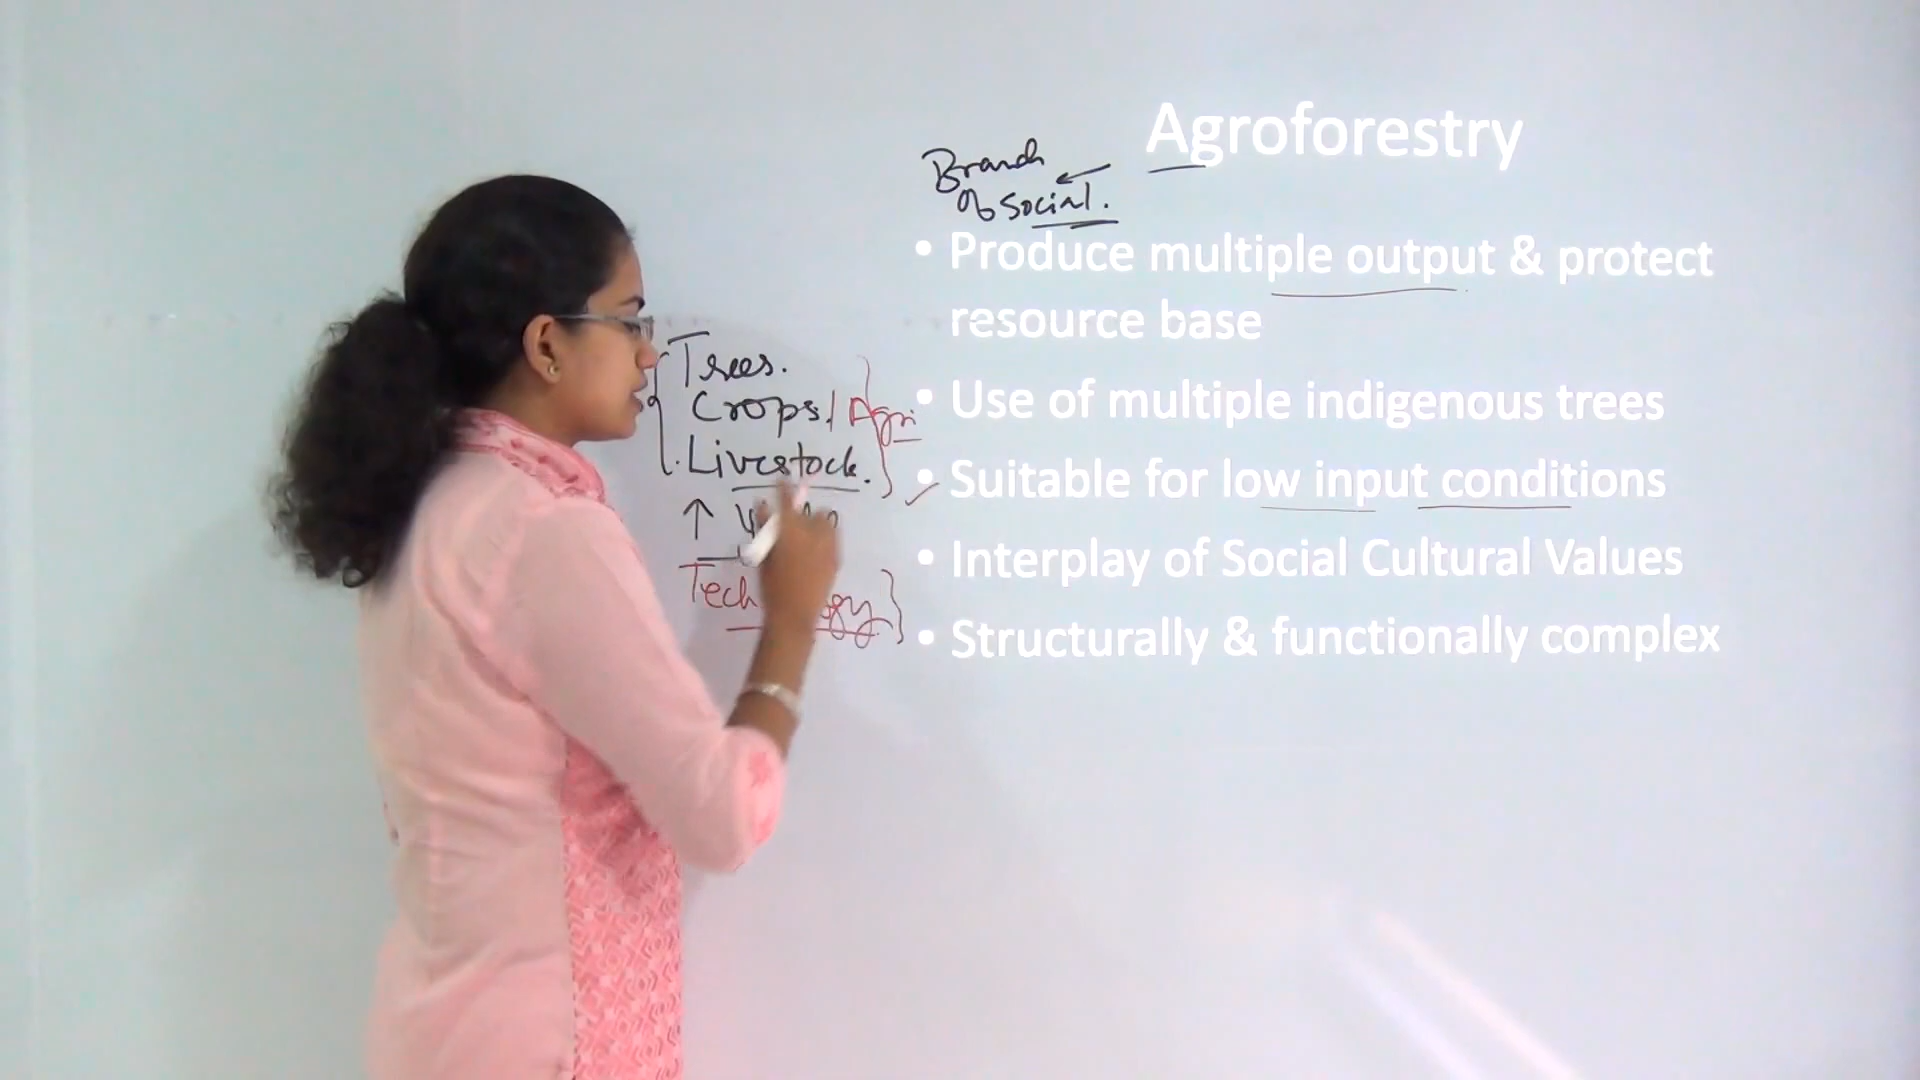 Agroforestry
Branch
of Social.
• Produce multiple output & protect
resource base
• Use of multiple indigenous trees
• Suitable for low input conditions
• Interplay of Social Cultural Values
• Structurally & functionally complex
Trees.
Crops/Agri
Livestock.
↑